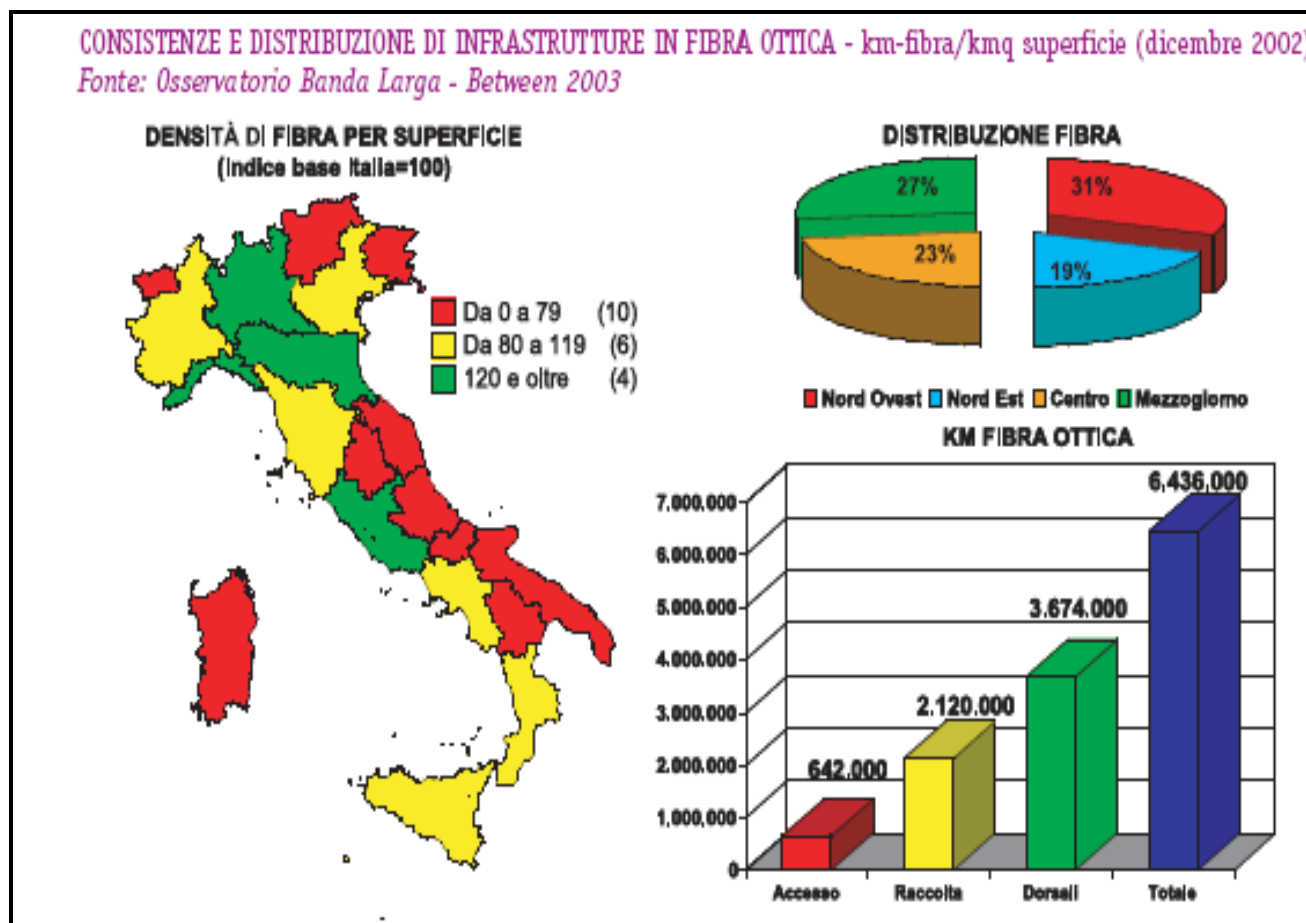 CONSISTENZE E DISTRIBUZIONE DI INFRASTRUTTURE IN FIBRA OTTICA - km-fibra/kmq superficie (dicembre 2002)
Fonte: Osservatorio Banda Larga - Between 2003
DENSITÀ DI FIBRA PER SUPERFICIE
(Indice base Italia=100)
Da 0 a 79 (10)
Da 80 a 119 (6)
120 e oltre (4)
DISTRIBUZIONE FIBRA
27%
31%
23%
19%
Nord Ovest Nord Est Centro Mezzogiorno
KM FIBRA OTTICA
7.000.000
6.000.000
5.000.000
4.000.000
3.000.000
2.000.000
1.000.000
0
642.000
2.120.000
3.674.000
6.436.000
Accesso Raccolta Dorsali Totale